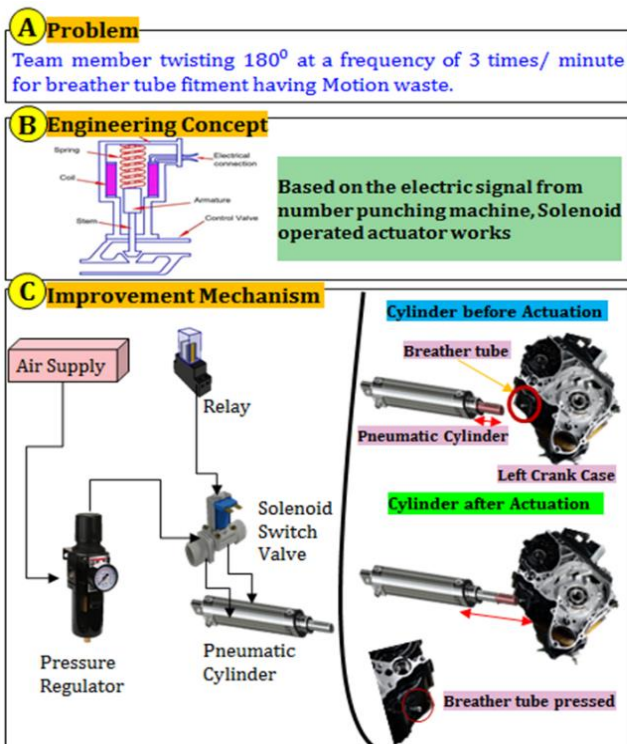 A Problem
Team member twisting 180⁰ at a frequency of 3 times/ minute
for breather tube fitment having Motion waste.
B Engineering Concept
Spring
Coil
Electrical
connection
Armature
Stem
Control Valve
Based on the electric signal from
number punching machine, Solenoid
operated actuator works
C Improvement Mechanism
Air Supply
Relay
Solenoid
Switch
Valve
Pressure
Regulator
Pneumatic
Cylinder
Cylinder before Actuation
Breather tube
Pneumatic Cylinder
Left Crank Case
Cylinder after Actuation
Breather tube pressed